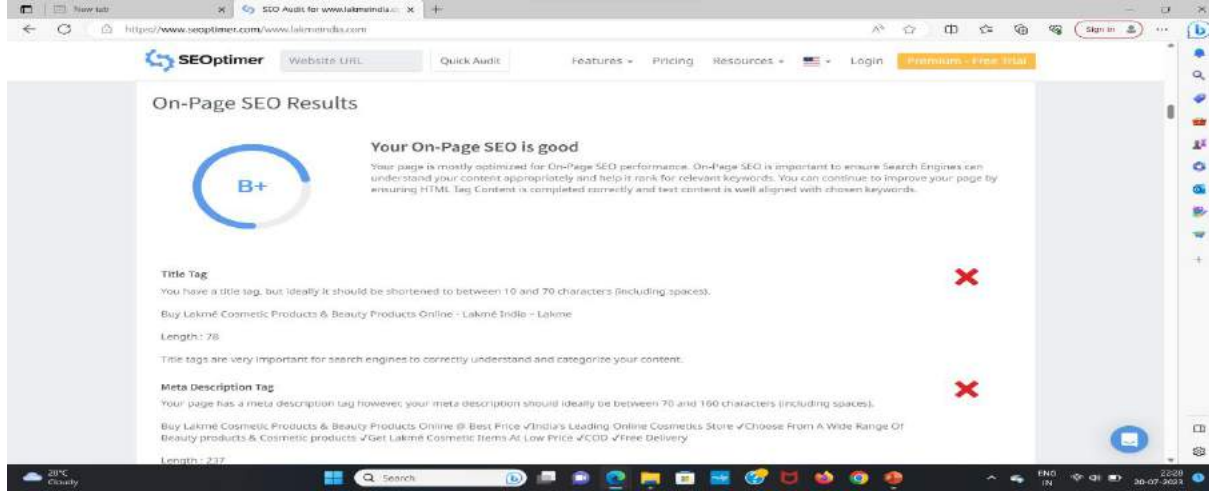 New tab
SEO Audit for www.lakmeindia.c
https://www.seoptimer.com/www.lakmeindia.com
Sign in
SEOptimer
Website URL
Quick Audit
Features
Pricing
Resources
Login
Premium - Free Trial
On-Page SEO Results
B+
Your On-Page SEO is good
Your page is mostly optimized for On-Page SEO performance. On-Page SEO is important to ensure Search Engines can
understand your content appropriately and help it rank for relevant keywords. You can continue to improve your page by
ensuring HTML Tag Content is completed correctly and text content is well aligned with chosen keywords.
Title Tag
You have a title tag, but ideally it should be shortened to between 10 and 70 characters (including spaces).
Buy Lakmé Cosmetic Products & Beauty Products Online - Lakmé India – Lakme
Length : 78
Title tags are very important for search engines to correctly understand and categorize your content.
Meta Description Tag
Your page has a meta description tag however, your meta description should ideally be between 70 and 160 characters (including spaces).
Buy Lakmé Cosmetic Products & Beauty Products Online @ Best Price ✓India's Leading Online Cosmetics Store ✓Choose From A Wide Range Of
Beauty products & Cosmetic products ✓Get Lakmé Cosmetic Items At Low Price ✓COD ✓Free Delivery
Length : 237
28°C
Cloudy
Search
ENG
IN
22:28
20-07-2023